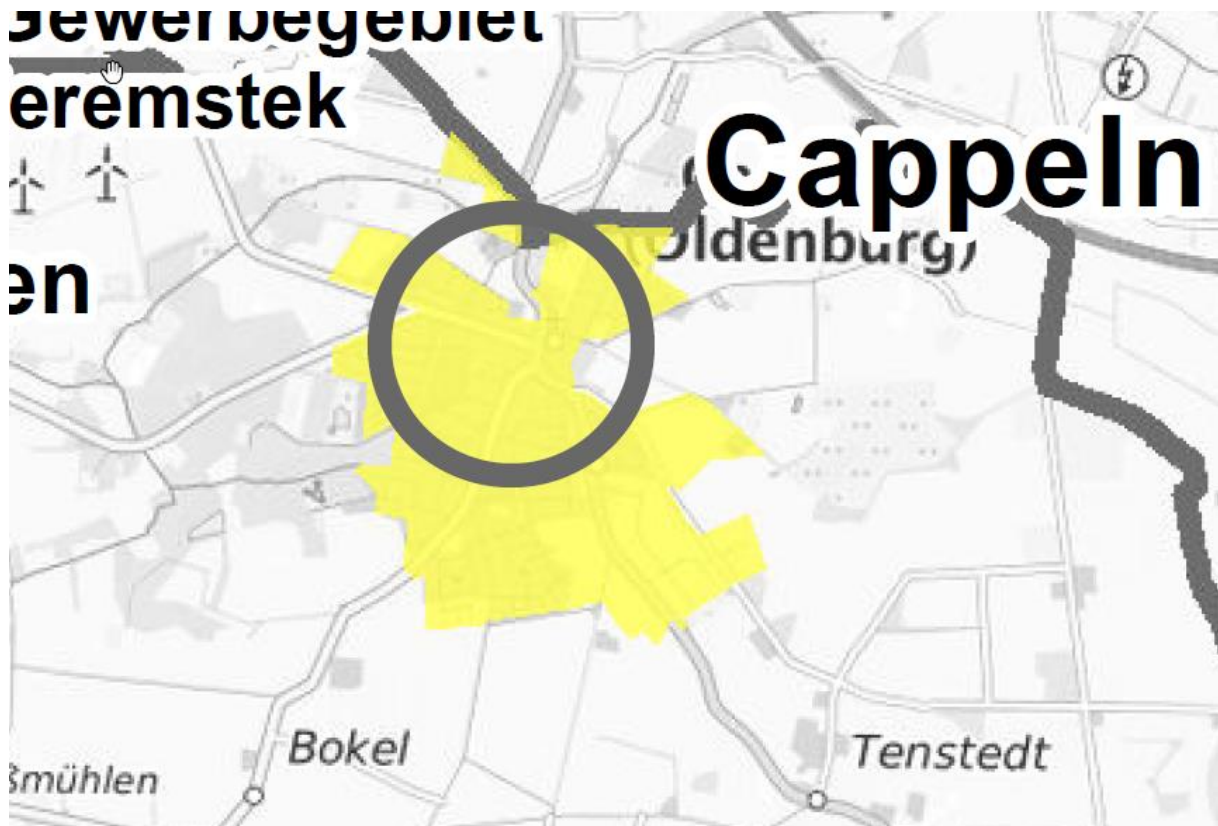 Gewerbegebiet
eremstek
Cappeln
(Oldenburg)
en
Bokel
Tenstedt
ßmühlen